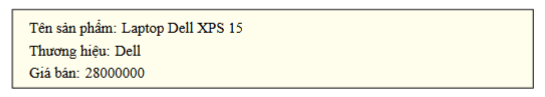 Tên sản phẩm: Laptop Dell XPS 15
Thương hiệu: Dell
Giá bán: 28000000